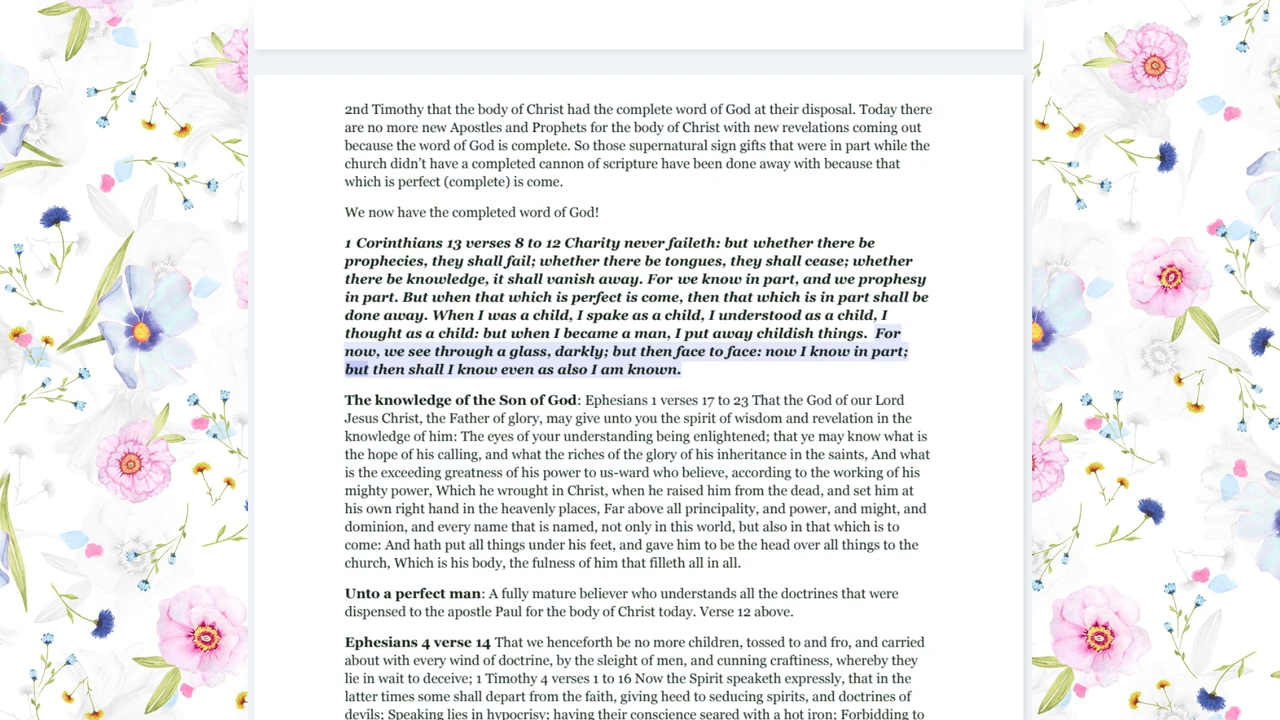 2nd Timothy that the body of Christ had the complete word of God at their disposal. Today there
are no more new Apostles and Prophets for the body of Christ with new revelations coming out
because the word of God is complete. So those supernatural sign gifts that were in part while the
church didn't have a completed cannon of scripture have been done away with because that
which is perfect (complete) is come.
We now have the completed word of God!
1 Corinthians 13 verses 8 to 12 Charity never faileth: but whether there be
prophecies, they shall fail; whether there be tongues, they shall cease; whether
there be knowledge, it shall vanish away. For we know in part, and we prophesy
in part. But when that which is perfect is come, then that which is in part shall be
done away. When I was a child, I spake as a child, I understood as a child, I
thought as a child: but when I became a man, I put away childish things.  For
now, we see through a glass, darkly; but then face to face: now I know in part;
but then shall I know even as also I am known.
The knowledge of the Son of God: Ephesians 1 verses 17 to 23 That the God of our Lord
Jesus Christ, the Father of glory, may give unto you the spirit of wisdom and revelation in the
knowledge of him: The eyes of your understanding being enlightened; that ye may know what is
the hope of his calling, and what the riches of the glory of his inheritance in the saints, And what
is the exceeding greatness of his power to us-ward who believe, according to the working of his
mighty power, Which he wrought in Christ, when he raised him from the dead, and set him at
his own right hand in the heavenly places, Far above all principality, and power, and might, and
dominion, and every name that is named, not only in this world, but also in that which is to
come: And hath put all things under his feet, and gave him to be the head over all things to the
church, Which is his body, the fulness of him that filleth all in all.
Unto a perfect man: A fully mature believer who understands all the doctrines that were
dispensed to the apostle Paul for the body of Christ today. Verse 12 above.
Ephesians 4 verse 14 That we henceforth be no more children, tossed to and fro, and carried
about with every wind of doctrine, by the sleight of men, and cunning craftiness, whereby they
lie in wait to deceive; 1 Timothy 4 verses 1 to 16 Now the Spirit speaketh expressly, that in the
latter times some shall depart from the faith, giving heed to seducing spirits, and doctrines of
devils; Speaking lies in hypocrisy; having their conscience seared with a hot iron; Forbidding to